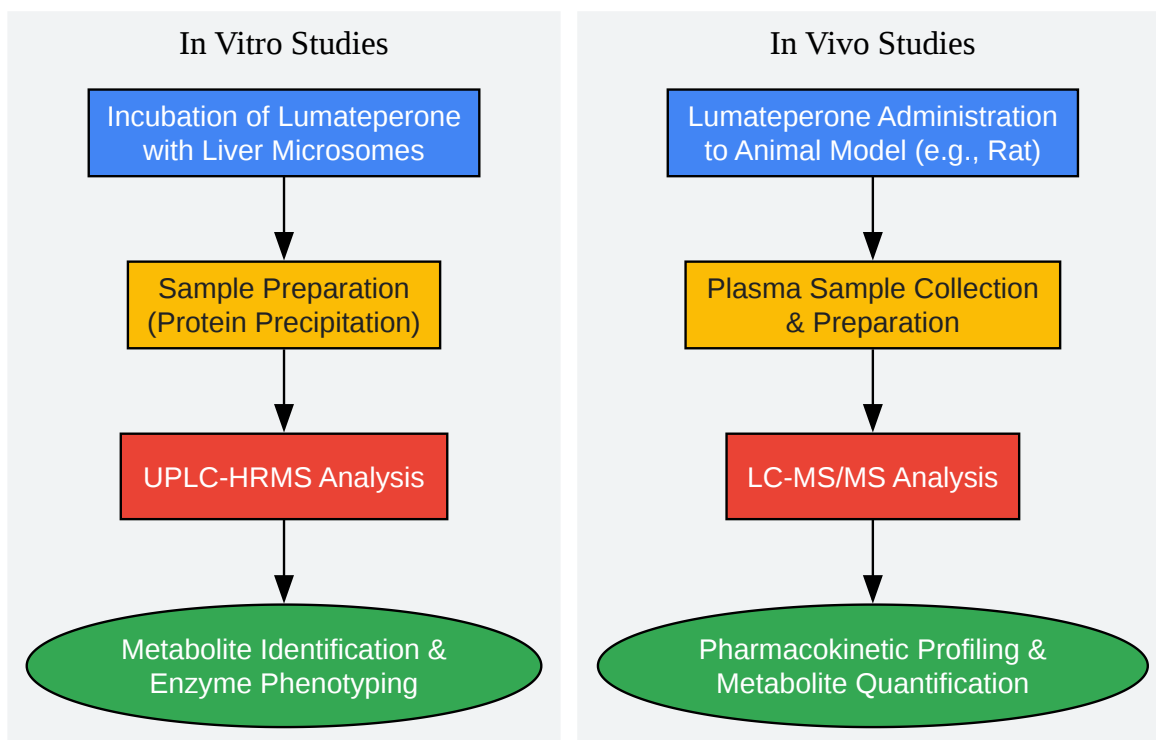 In Vitro Studies
Incubation of Lumateperone
with Liver Microsomes
Sample Preparation
(Protein Precipitation)
UPLC-HRMS Analysis
Metabolite Identification &
Enzyme Phenotyping
In Vivo Studies
Lumateperone Administration
to Animal Model (e.g., Rat)
Plasma Sample Collection
& Preparation
LC-MS/MS Analysis
Pharmacokinetic Profiling &
Metabolite Quantification